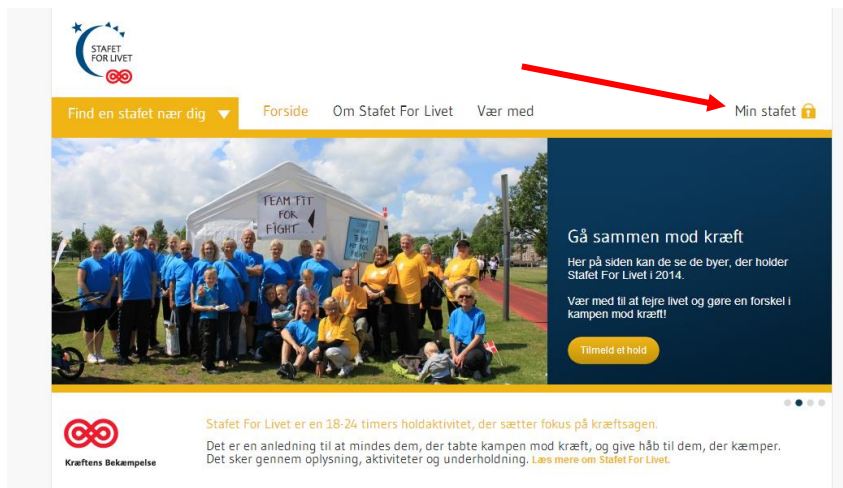 STAFET
FOR LIVET
Find en stafet nær dig
Forside
Om Stafet For Livet
Vær med
Min stafet
TEAM FIT
FOR
FIGHT
TEAM
FIT FOR
FIGHT
Gå sammen mod kræft
Her på siden kan de se de byer, der holder
Stafet For Livet i 2014.
Vær med til at fejre livet og gøre en forskel i
kampen mod kræft!
Tilmeld et hold
Stafet For Livet er en 18-24 timers holdaktivitet, der sætter fokus på kræftsagen.
Det er en anledning til at mindes dem, der tabte kampen mod kræft, og give håb til dem, der kæmper.
Det sker gennem oplysning, aktiviteter og underholdning. Læs mere om Stafet For Livet.
Kræftens Bekæmpelse